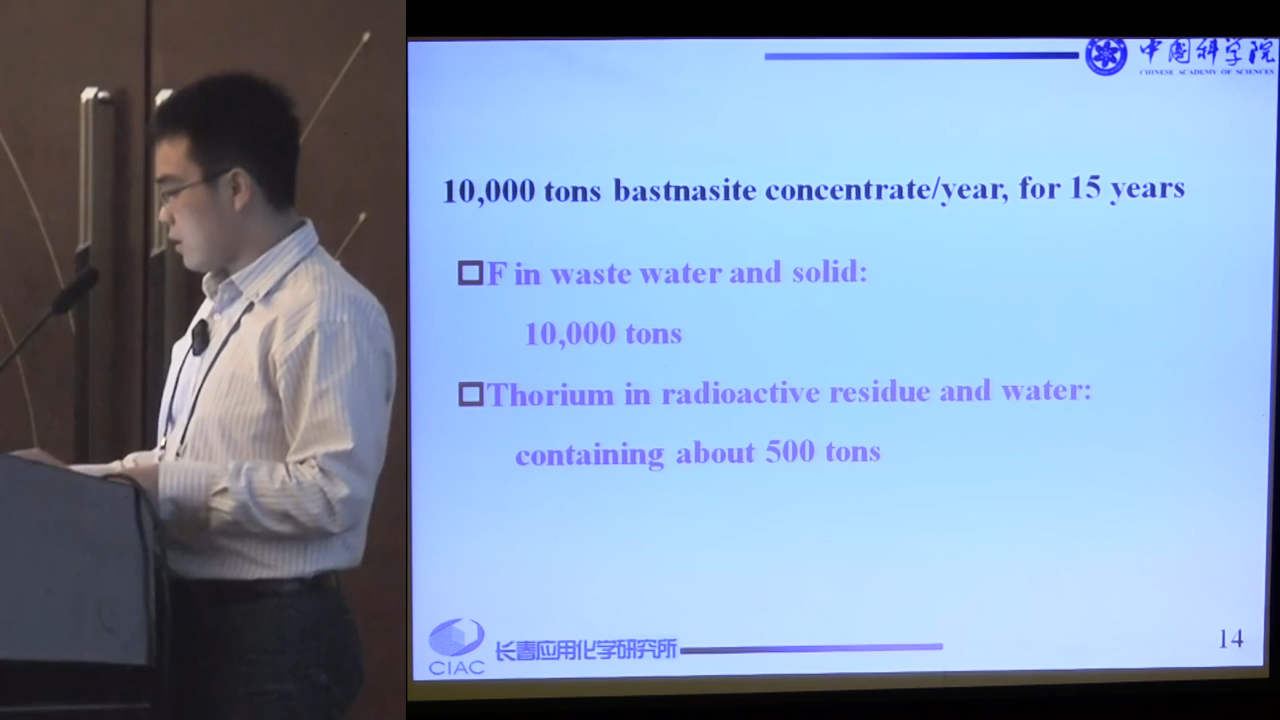 中国科学院
CHINESE ACADEMY OF SCIENCES
10,000 tons bastnasite concentrate/year, for 15 years
F in waste water and solid:
10,000 tons
Thorium in radioactive residue and water:
containing about 500 tons
CIAC
长春应用化学研究所
14